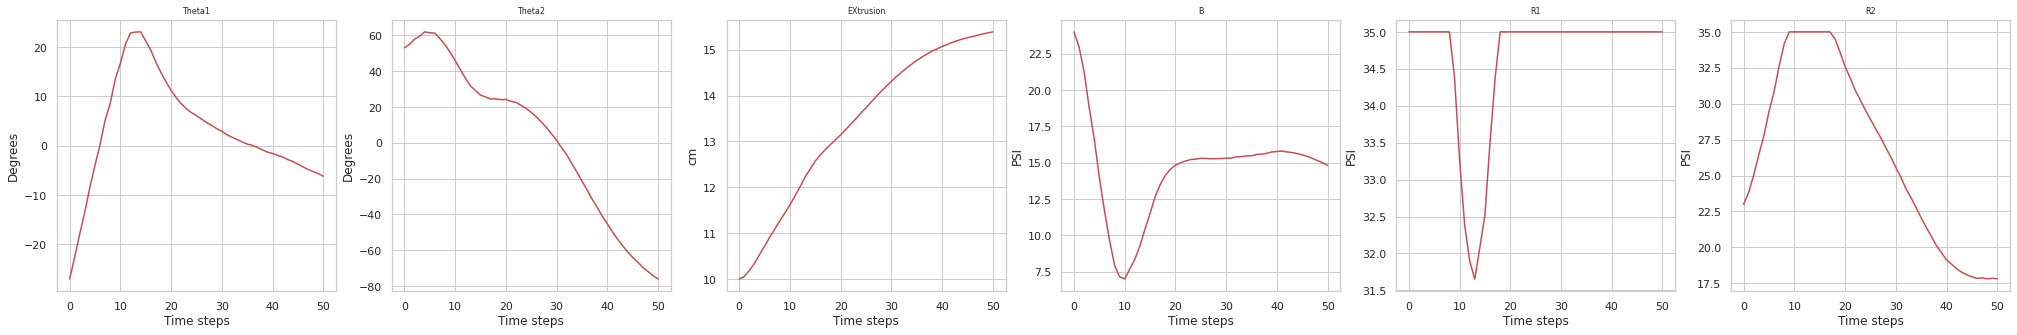 Theta1
Degrees
20
10
0
−10
−20
0 10 20 30 40 50
Time steps
Theta2
Degrees
60
40
20
0
−20
−40
−60
−80
0 10 20 30 40 50
Time steps
EXtrusion
cm
15
14
13
12
11
10
0 10 20 30 40 50
Time steps
B
PSI
22.5
20.0
17.5
15.0
12.5
10.0
7.5
0 10 20 30 40 50
Time steps
R1
PSI
35.0
34.5
34.0
33.5
33.0
32.5
32.0
31.5
0 10 20 30 40 50
Time steps
R2
PSI
35.0
32.5
30.0
27.5
25.0
22.5
20.0
17.5
0 10 20 30 40 50
Time steps